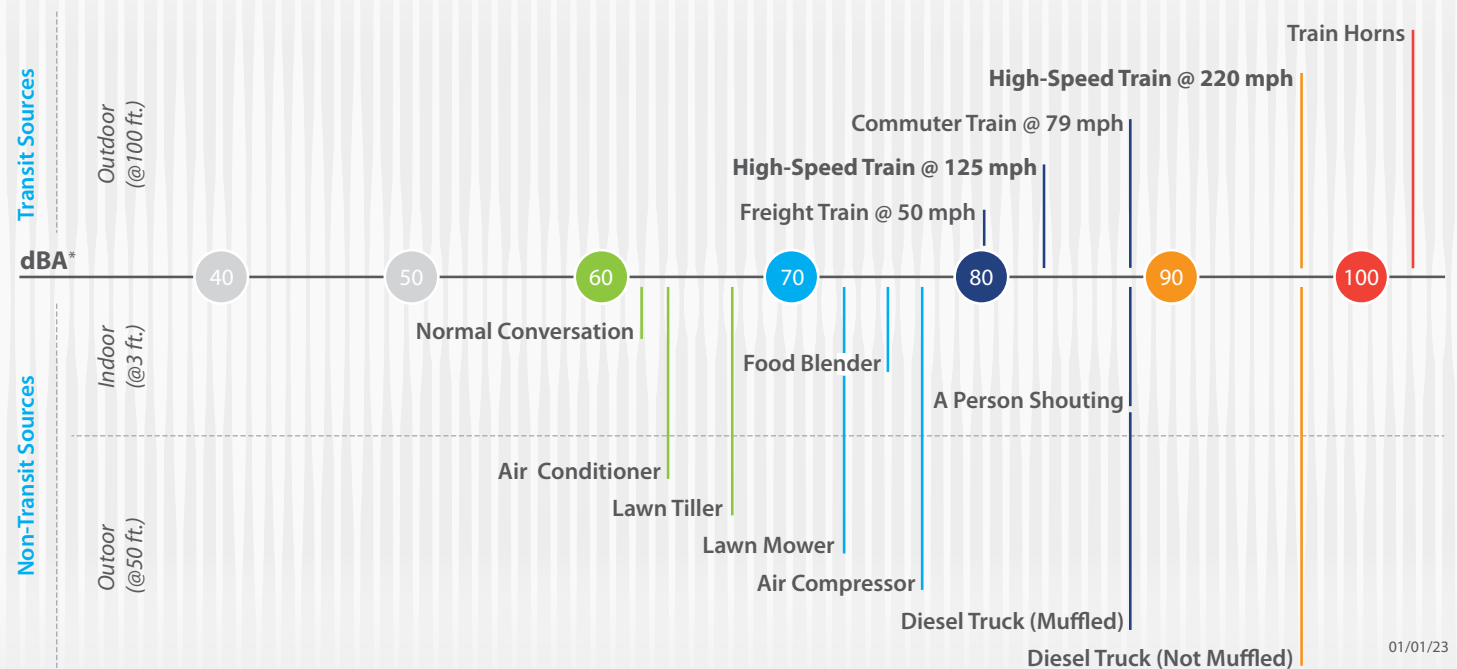 Train Horns
High-Speed Train @ 220 mph
Commuter Train @ 79 mph
High-Speed Train @ 125 mph
Freight Train @ 50 mph
Transit Sources
Outdoor
(@100 ft.)
dBA*
40
50
60
70
80
90
100
Non-Transit Sources
Indoor
(@3 ft.)
Normal Conversation
Food Blender
A Person Shouting
Outoor
(@50 ft.)
Air Conditioner
Lawn Tiller
Lawn Mower
Air Compressor
Diesel Truck (Muffled)
Diesel Truck (Not Muffled)
01/01/23